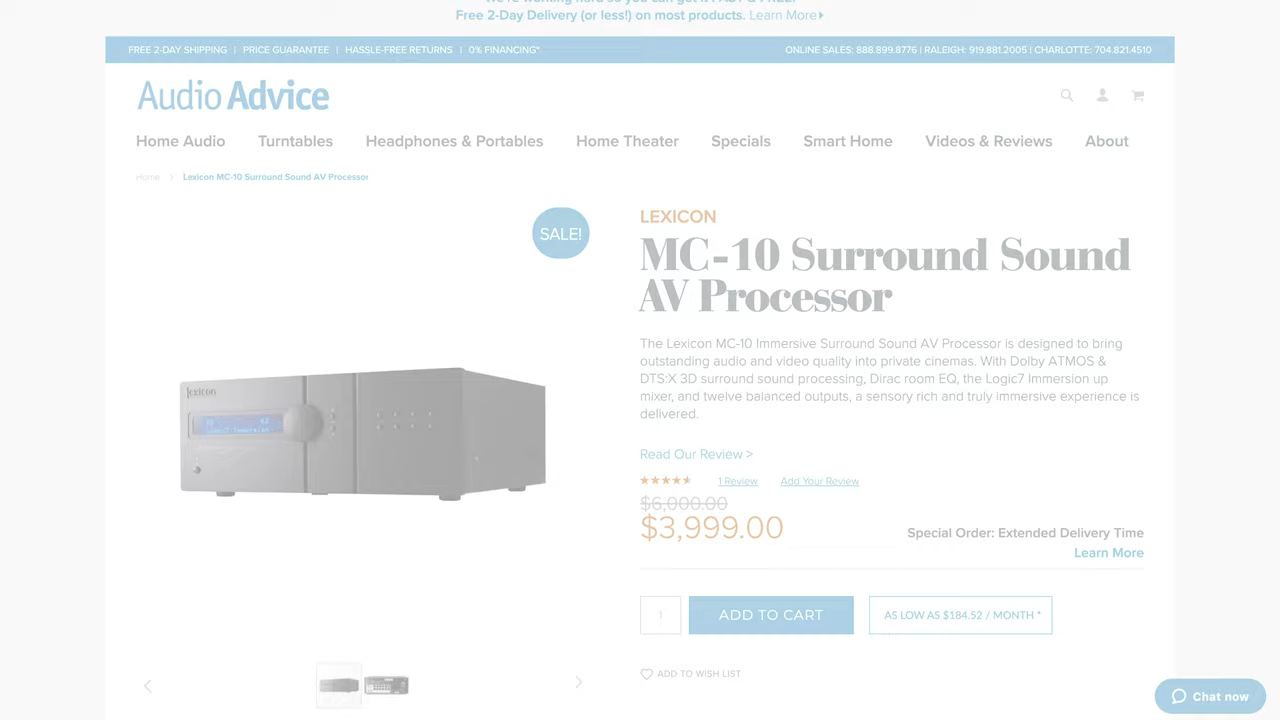 Free 2-Day Delivery (or less!) on most products. Learn More
FREE 2-DAY SHIPPING | PRICE GUARANTEE | HASSLE-FREE RETURNS | 0% FINANCING*
ONLINE SALES: 888.899.8776 | RALEIGH: 919.881.2005 | CHARLOTTE: 704.821.4510
Audio Advice
Home Audio Turntables Headphones & Portables Home Theater Specials Smart Home Videos & Reviews About
Home > Lexicon MC-10 Surround Sound AV Processor
SALE!
LEXICON
MC-10 Surround Sound
AV Processor
The Lexicon MC-10 Immersive Surround Sound AV Processor is designed to bring
outstanding audio and video quality into private cinemas. With Dolby ATMOS &
DTS:X 3D surround sound processing, Dirac room EQ, the Logic7 Immersion up
mixer, and twelve balanced outputs, a sensory rich and truly immersive experience is
delivered.
lexicon
Read Our Review >
1 Review Add Your Review
$6,000.00
$3,999.00
Special Order: Extended Delivery Time
Learn More
1
ADD TO CART
AS LOW AS $184.52 / MONTH *
ADD TO WISH LIST
Chat now